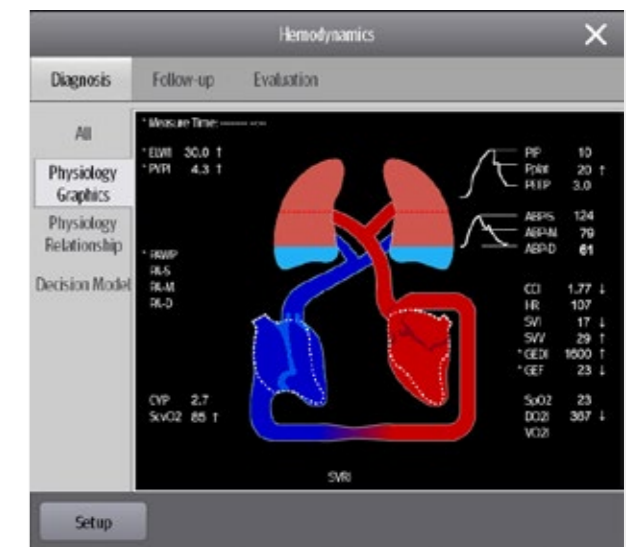 Hemodynamics
Diagnosis
Follow-up
Evaluation
All
Physiology
Graphics
Physiology
Relationship
Decision Model
* Measure Time: -------- --:--
* ELWI 30.0 ↑
* PVPI 4.3 ↑
* PAWP
PA-S
PA-M
PA-D
CVP 2.7
ScvO2 85 ↑
PIP 10
Pplat 20 ↑
PEEP 3.0
ABP-S 124
ABP-M 79
ABP-D 61
CCI 1.77 ↓
HR 107
SVI 17 ↓
SVV 29 ↑
* GEDI 1600 ↑
* GEF 23 ↓
SpO2 23
DO2I 367 ↓
VO2I
SVRI
Setup